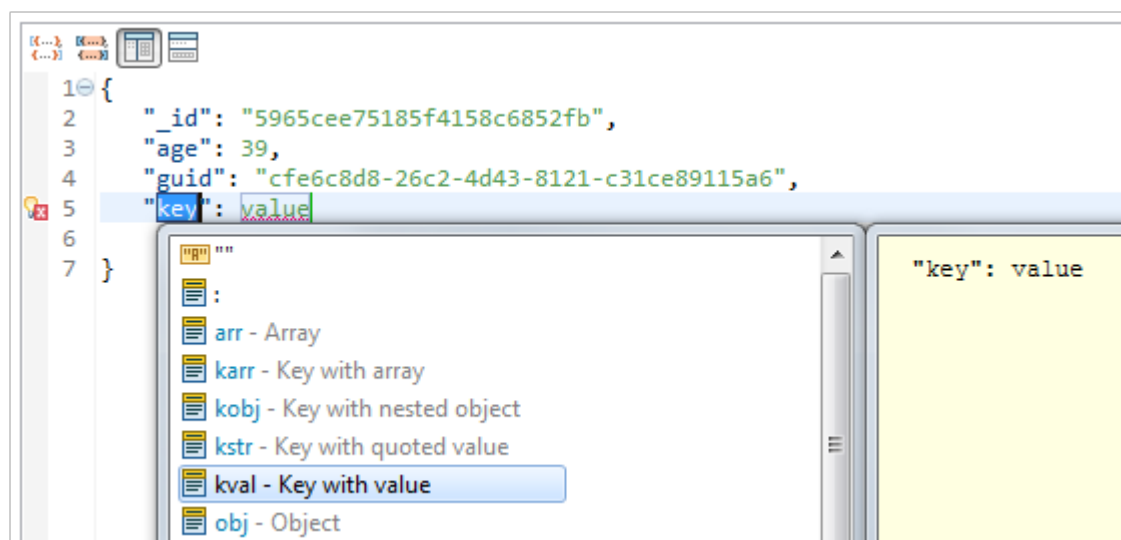 1 {
2 "_id": "5965cee75185f4158c6852fb",
3 "age": 39,
4 "guid": "cfe6c8d8-26c2-4d43-8121-c31ce89115a6",
5 "key": value
6
7 }
""
:
arr - Array
karr - Key with array
kobj - Key with nested object
kstr - Key with quoted value
kval - Key with value
obj - Object
"key": value